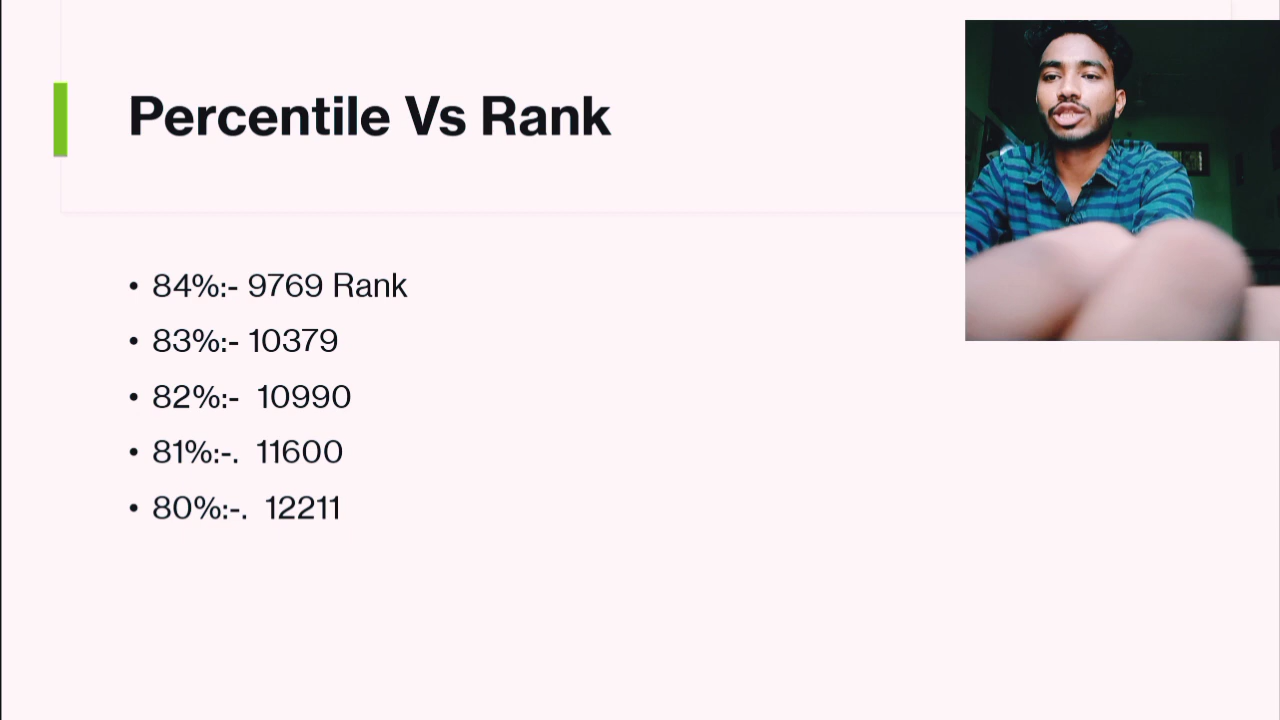 Percentile Vs Rank
• 84%:- 9769 Rank
• 83%:- 10379
• 82%:-  10990
• 81%:-.  11600
• 80%:-.  12211